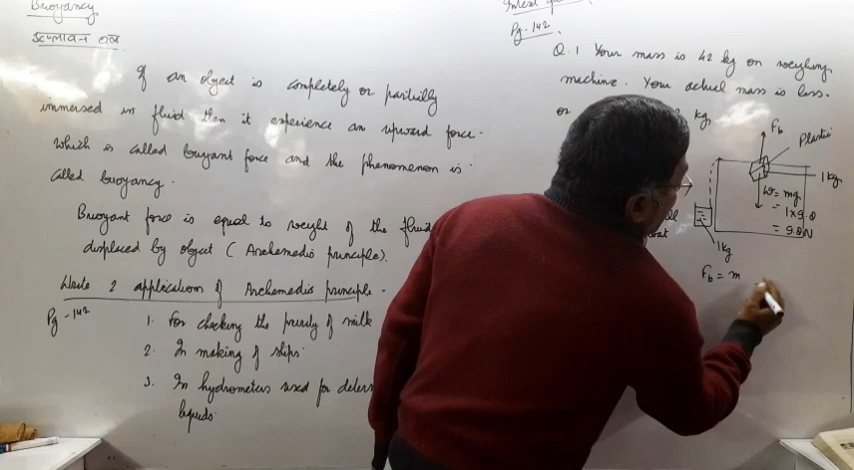 Buoyancy
उत्प्लावन बल
If an object is completely or partially
immersed in fluid then it experience an upward force.
Which is called buoyant force and the phenomenon is
called buoyancy.
Buoyant force is equal to weight of the fluid
displaced by object (Archemedis principle).
Write 2 application of Archemedis principle.
Pg-142
1. For checking the purity of milk
2. In making of ships.
3. In hydrometers used for deter
liquids.
Intext
Pg-142.
Q.1 Your mass is 42 kg on weighing
machine. Your actual mass is less.
or
kg
Fb
Plastic
1kg
W = mg
= 1×9.8
= 9.8N
1kg
Fb = m